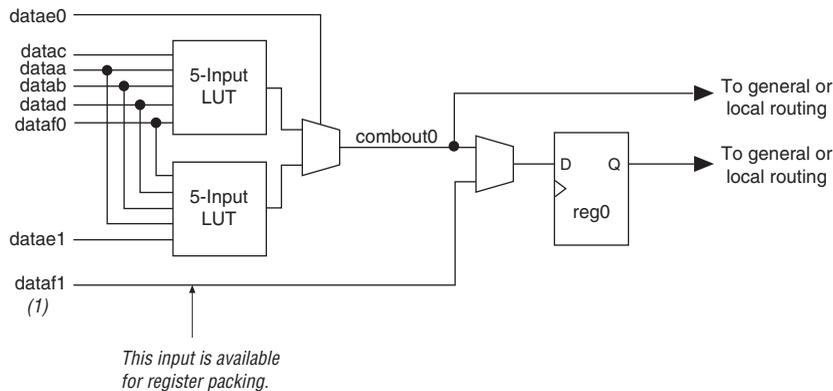 datae0
datac
dataa
datab
datad
dataf0
5-Input
LUT
combout0
To general or
local routing
To general or
local routing
D
Q
reg0
5-Input
LUT
datae1
dataf1
(1)
This input is available
for register packing.